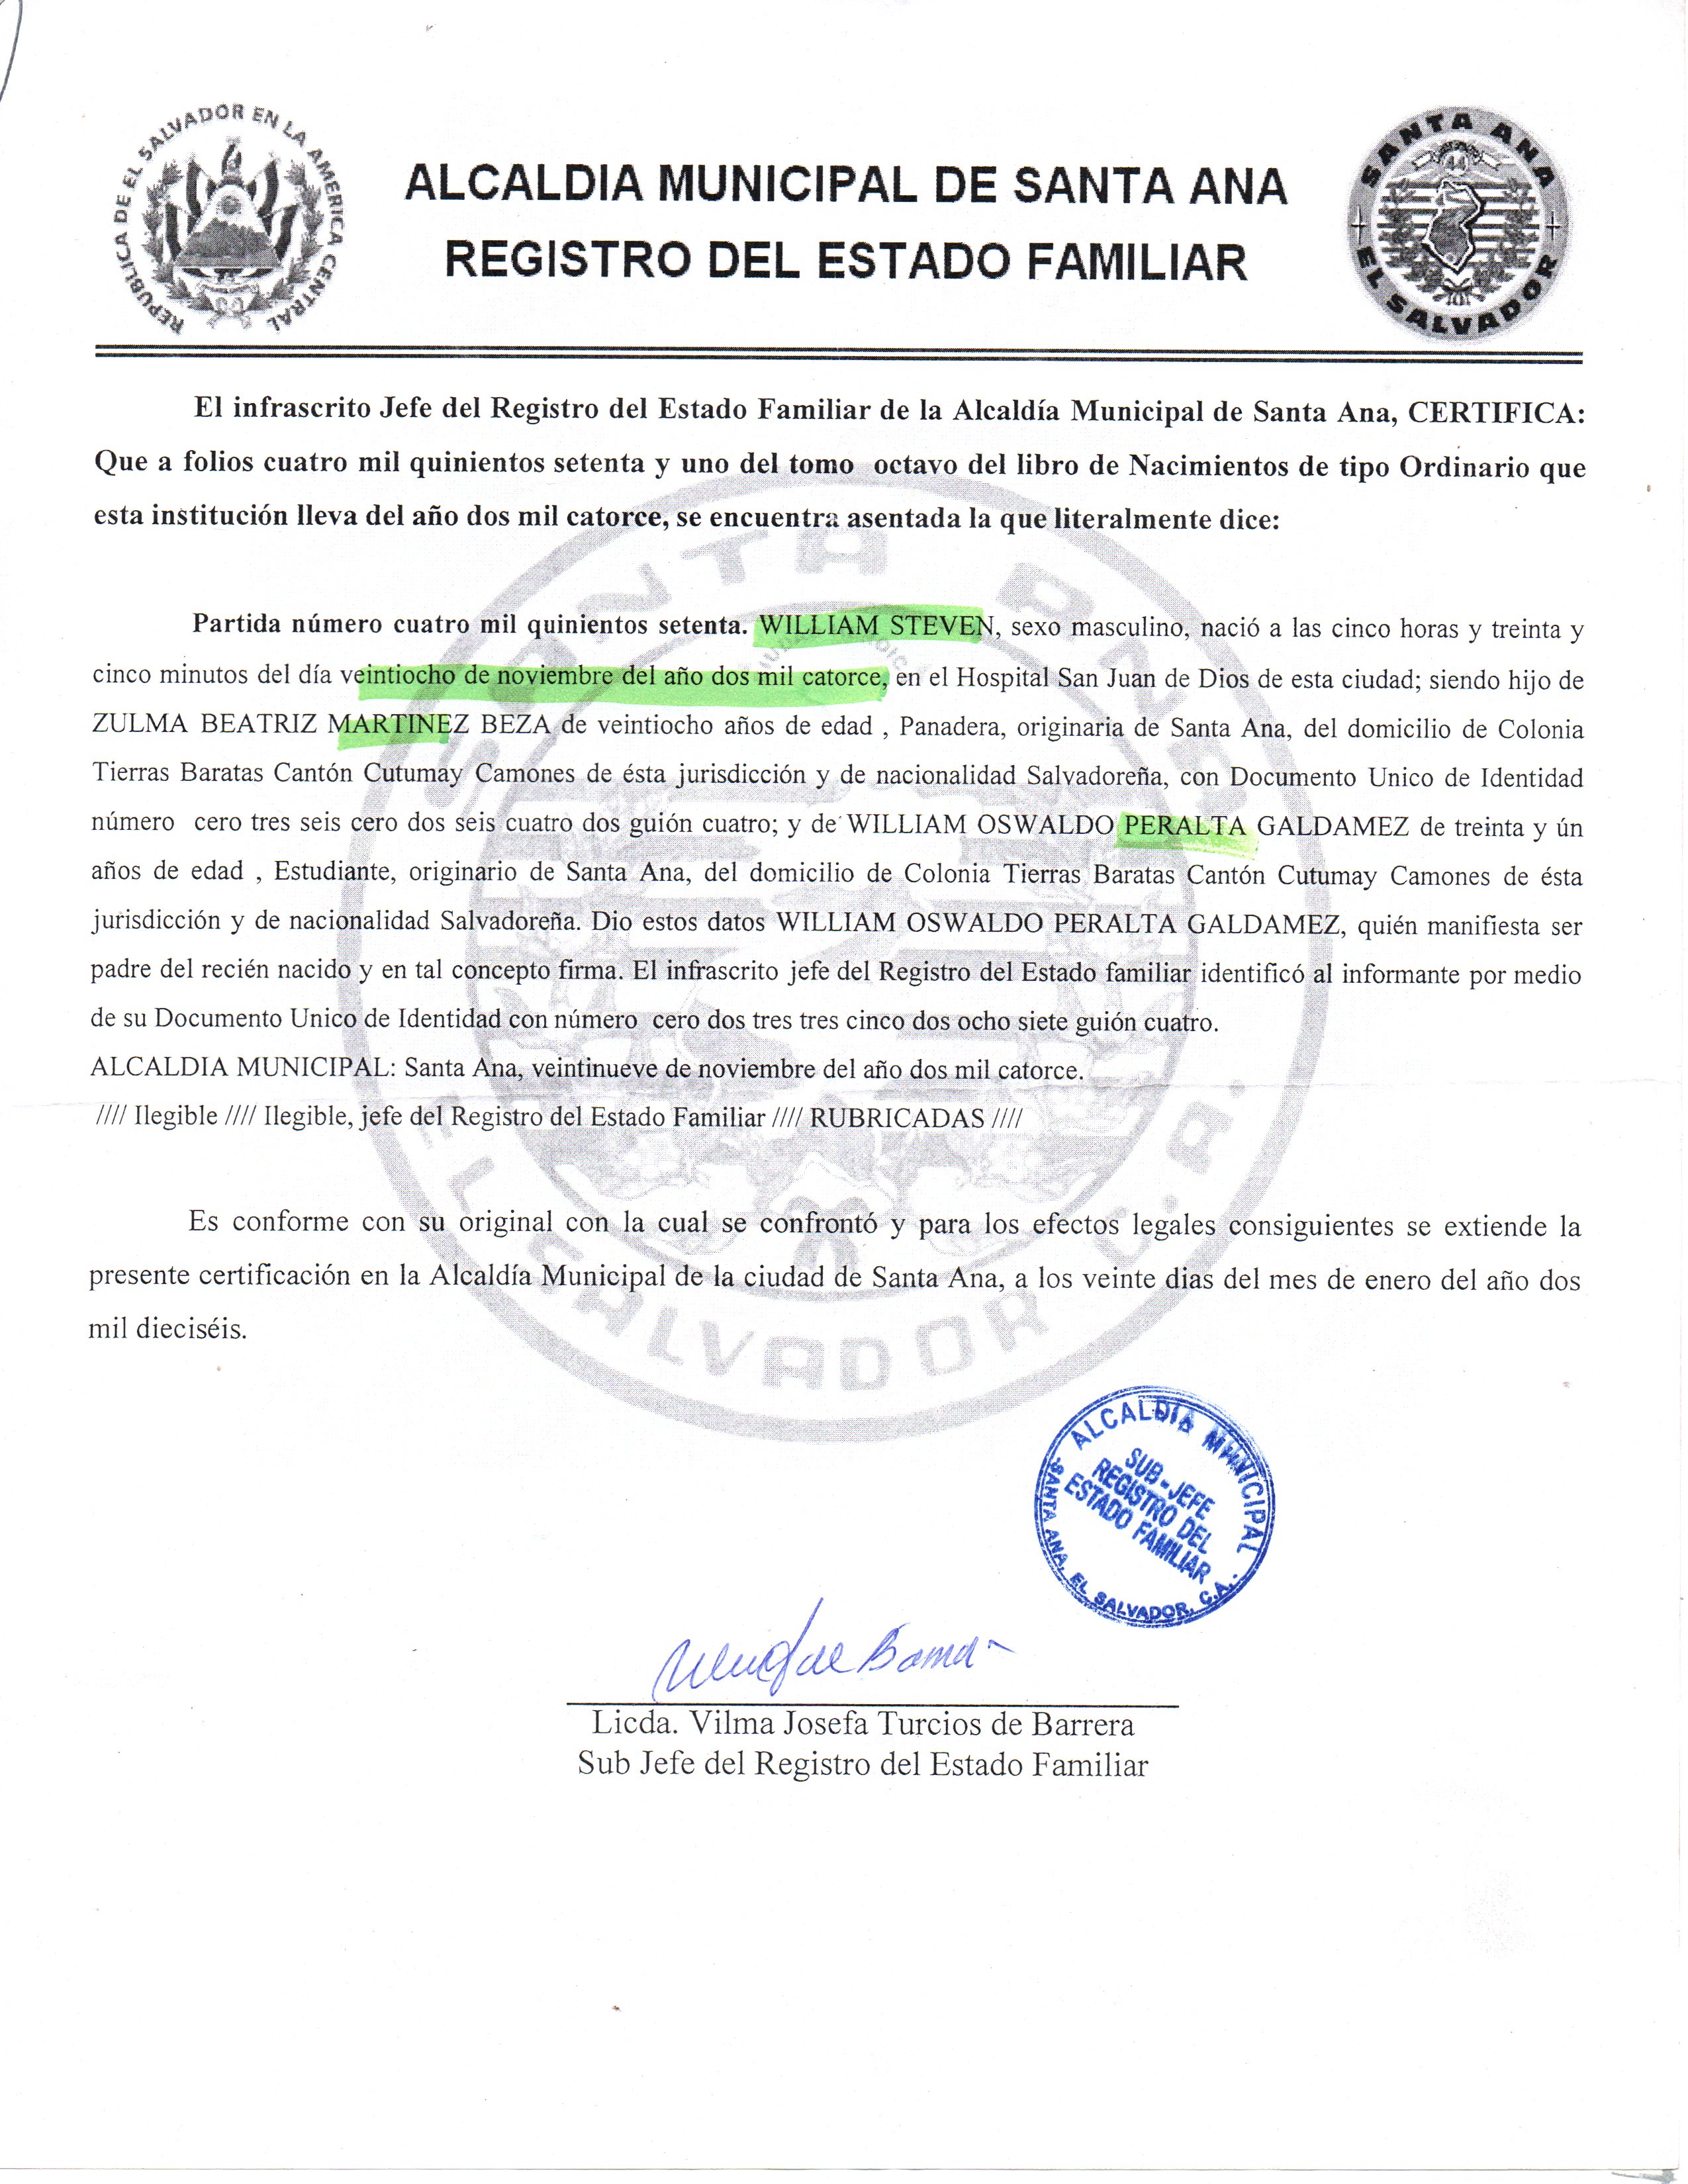 REPUBLICA DE EL SALVADOR EN LA AMERICA CENTRAL
ALCALDIA MUNICIPAL DE SANTA ANA
REGISTRO DEL ESTADO FAMILIAR
SANTA ANA
EL SALVADOR
El infrascrito Jefe del Registro del Estado Familiar de la Alcaldía Municipal de Santa Ana, CERTIFICA:
Que a folios cuatro mil quinientos setenta y uno del tomo octavo del libro de Nacimientos de tipo Ordinario que
esta institución lleva del año dos mil catorce, se encuentra asentada la que literalmente dice:
Partida número cuatro mil quinientos setenta. WILLIAM STEVEN, sexo masculino, nació a las cinco horas y treinta y
cinco minutos del día veintiocho de noviembre del año dos mil catorce, en el Hospital San Juan de Dios de esta ciudad; siendo hijo de
ZULMA BEATRIZ MARTINEZ BEZA de veintiocho años de edad , Panadera, originaria de Santa Ana, del domicilio de Colonia
Tierras Baratas Cantón Cutumay Camones de ésta jurisdicción y de nacionalidad Salvadoreña, con Documento Unico de Identidad
número cero tres seis cero dos seis cuatro dos guión cuatro; y de WILLIAM OSWALDO PERALTA GALDAMEZ de treinta y ún
años de edad , Estudiante, originario de Santa Ana, del domicilio de Colonia Tierras Baratas Cantón Cutumay Camones de ésta
jurisdicción y de nacionalidad Salvadoreña. Dio estos datos WILLIAM OSWALDO PERALTA GALDAMEZ, quién manifiesta ser
padre del recién nacido y en tal concepto firma. El infrascrito jefe del Registro del Estado familiar identificó al informante por medio
de su Documento Unico de Identidad con número cero dos tres tres cinco dos ocho siete guión cuatro.
ALCALDIA MUNICIPAL: Santa Ana, veintinueve de noviembre del año dos mil catorce.
//// Ilegible //// Ilegible, jefe del Registro del Estado Familiar //// RUBRICADAS ////
Es conforme con su original con la cual se confrontó y para los efectos legales consiguientes se extiende la
presente certificación en la Alcaldía Municipal de la ciudad de Santa Ana, a los veinte dias del mes de enero del año dos
mil dieciséis.
SANTA ANA
EL SALVADOR C.A.
ALCALDIA MUNICIPAL
SUB-JEFE
REGISTRO DEL
ESTADO FAMILIAR
SANTA ANA, EL SALVADOR, C.A.
Licda. Vilma Josefa Turcios de Barrera
Sub Jefe del Registro del Estado Familiar